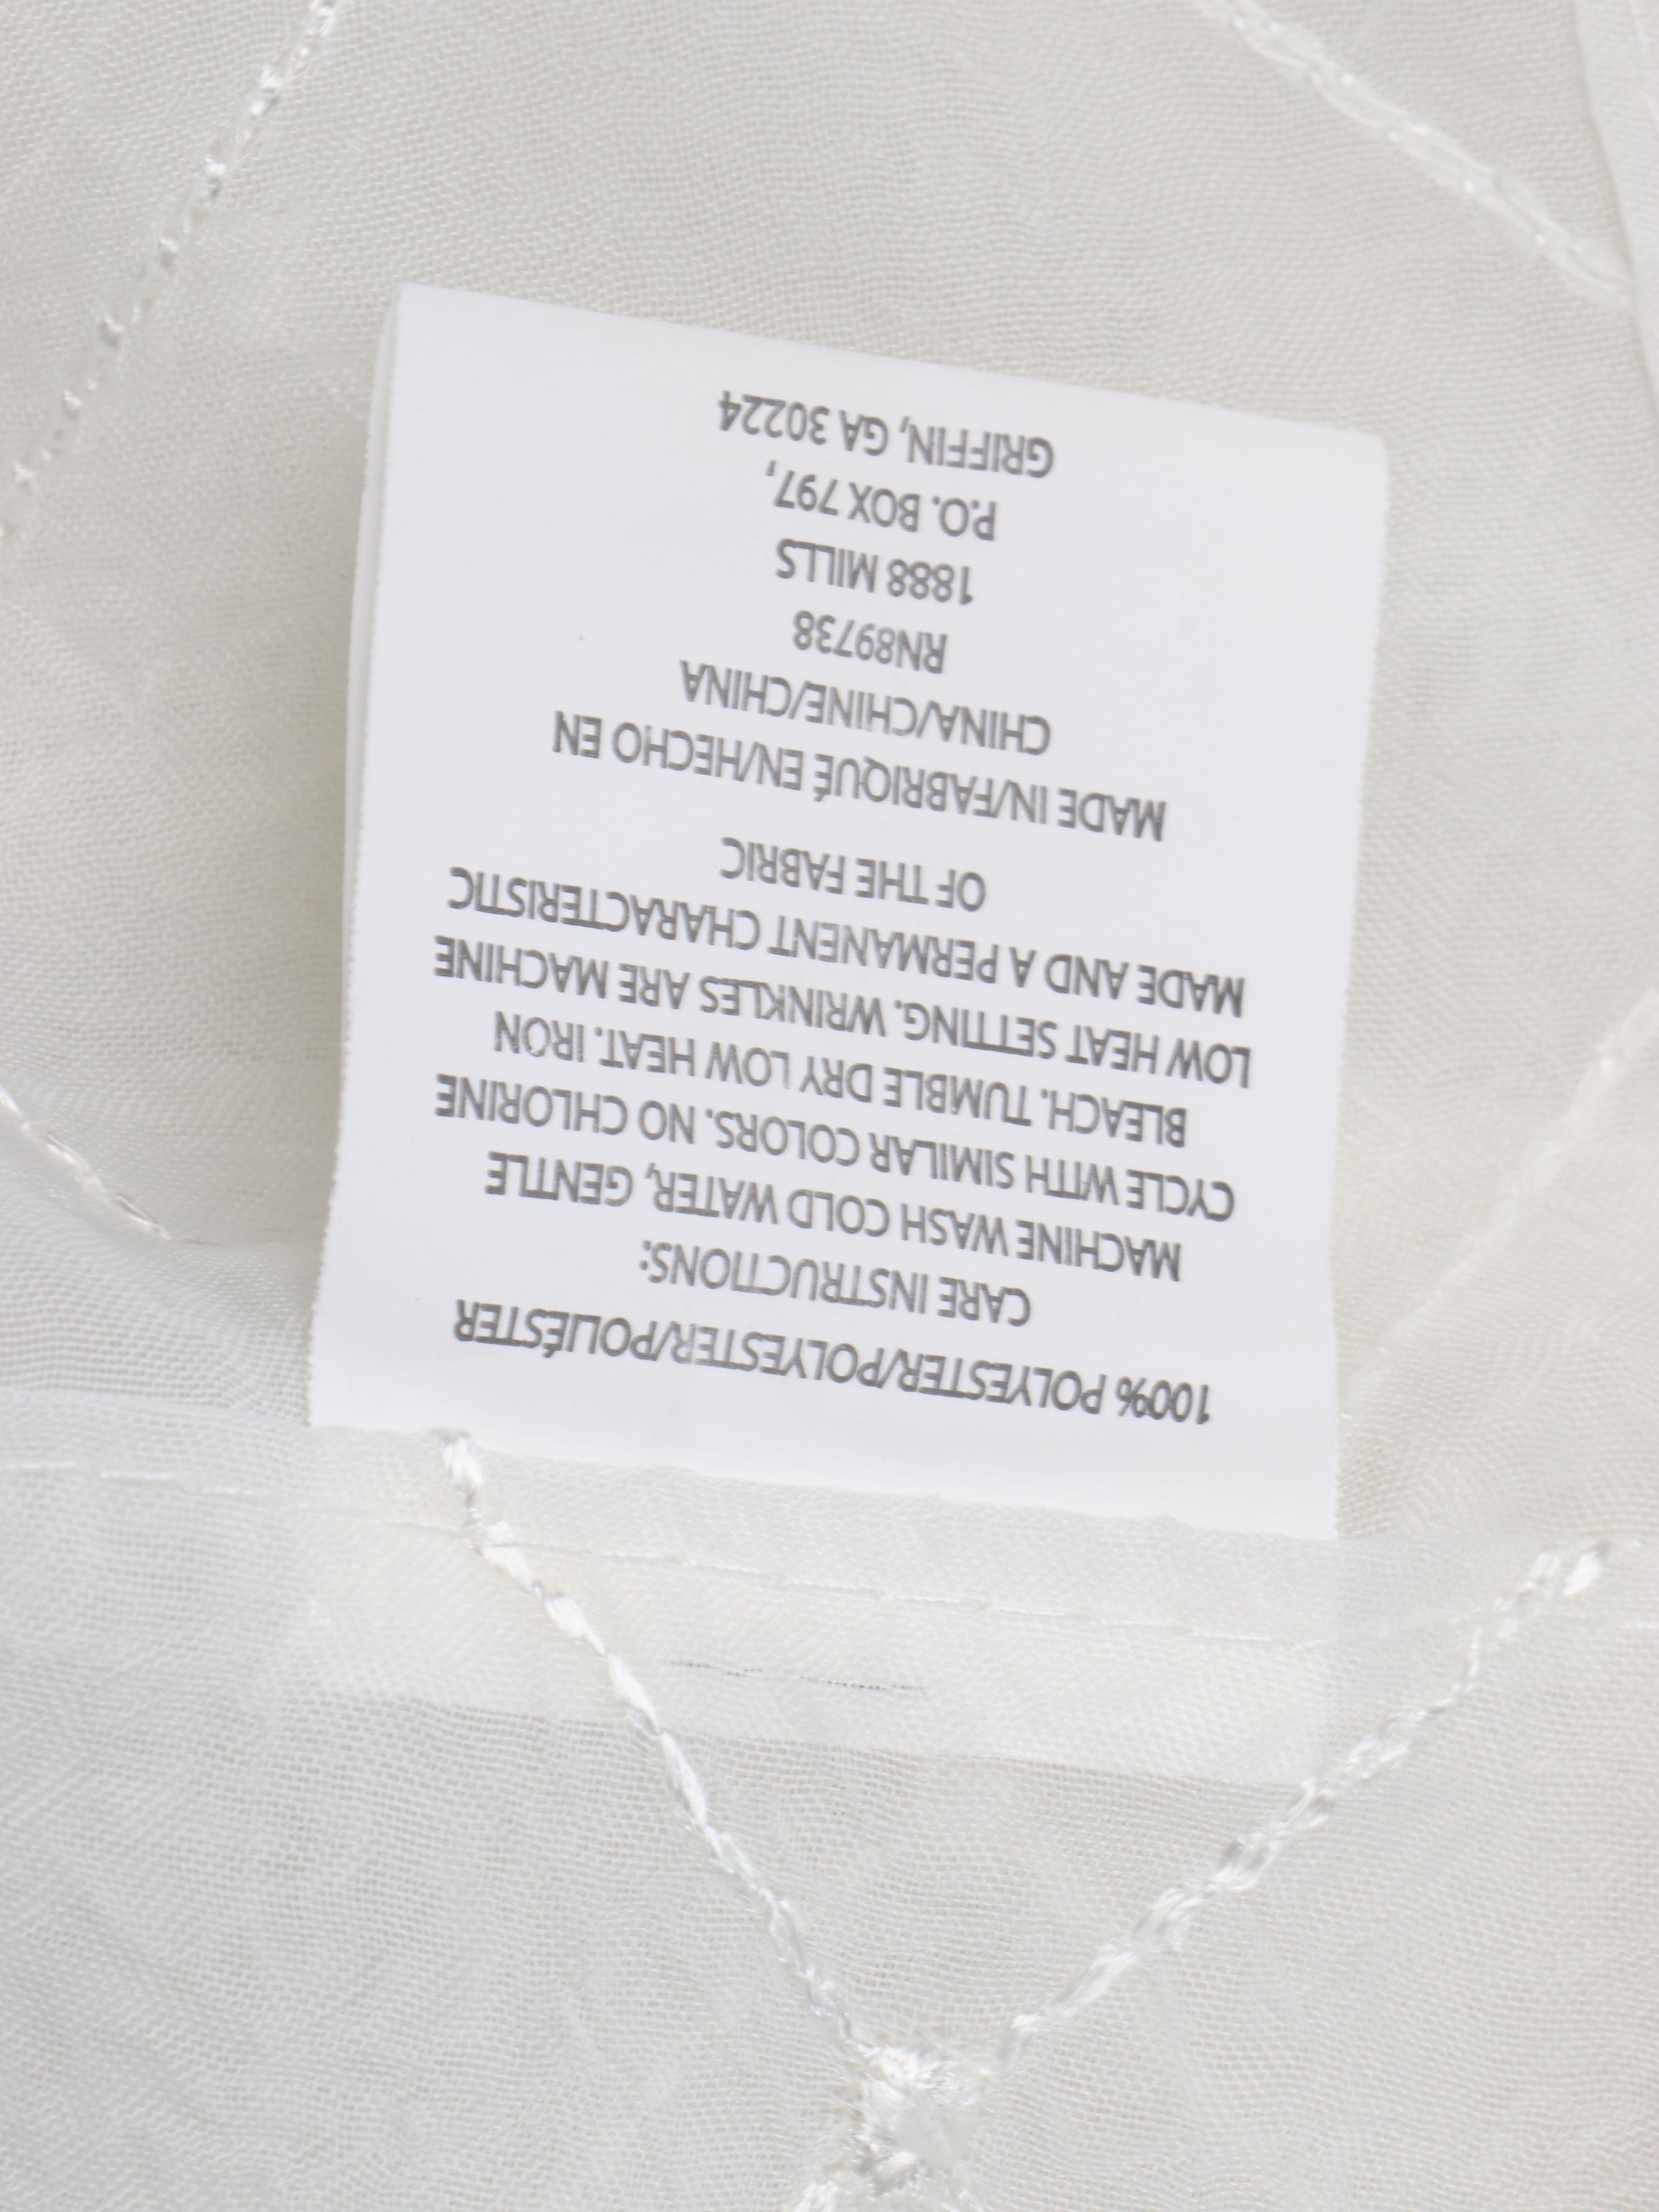 100% POLYESTER/POLYESTER/POLIÉSTER
CARE INSTRUCTIONS:
MACHINE WASH COLD WATER, GENTLE
CYCLE WITH SIMILAR COLORS. NO CHLORINE
BLEACH. TUMBLE DRY LOW HEAT. IRON
LOW HEAT SETTING. WRINKLES ARE MACHINE
MADE AND A PERMANENT CHARACTERISTIC
OF THE FABRIC
MADE IN/FABRIQUÉ EN/HECHO EN
CHINA/CHINE/CHINA
RN89738
1888 MILLS
P.O. BOX 797,
GRIFFIN, GA 30224